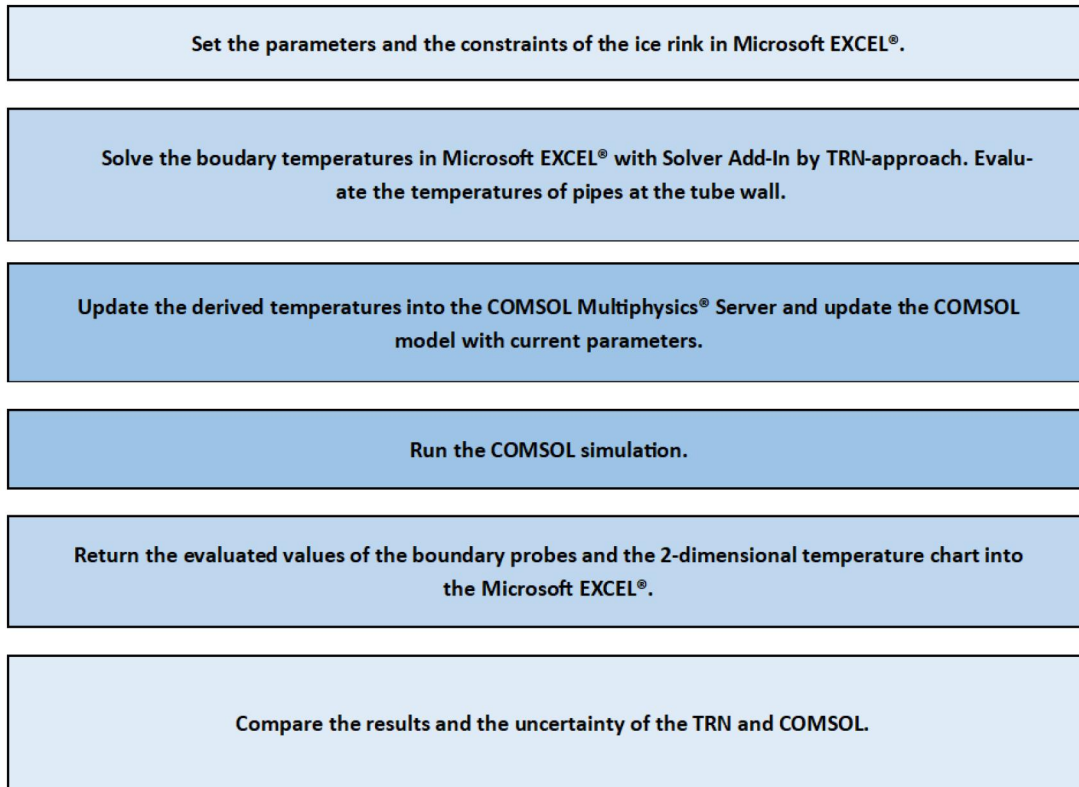 Set the parameters and the constraints of the ice rink in Microsoft EXCEL®.
Solve the boudary temperatures in Microsoft EXCEL® with Solver Add-In by TRN-approach. Evalu-
ate the temperatures of pipes at the tube wall.
Update the derived temperatures into the COMSOL Multiphysics® Server and update the COMSOL
model with current parameters.
Run the COMSOL simulation.
Return the evaluated values of the boundary probes and the 2-dimensional temperature chart into
the Microsoft EXCEL®.
Compare the results and the uncertainty of the TRN and COMSOL.